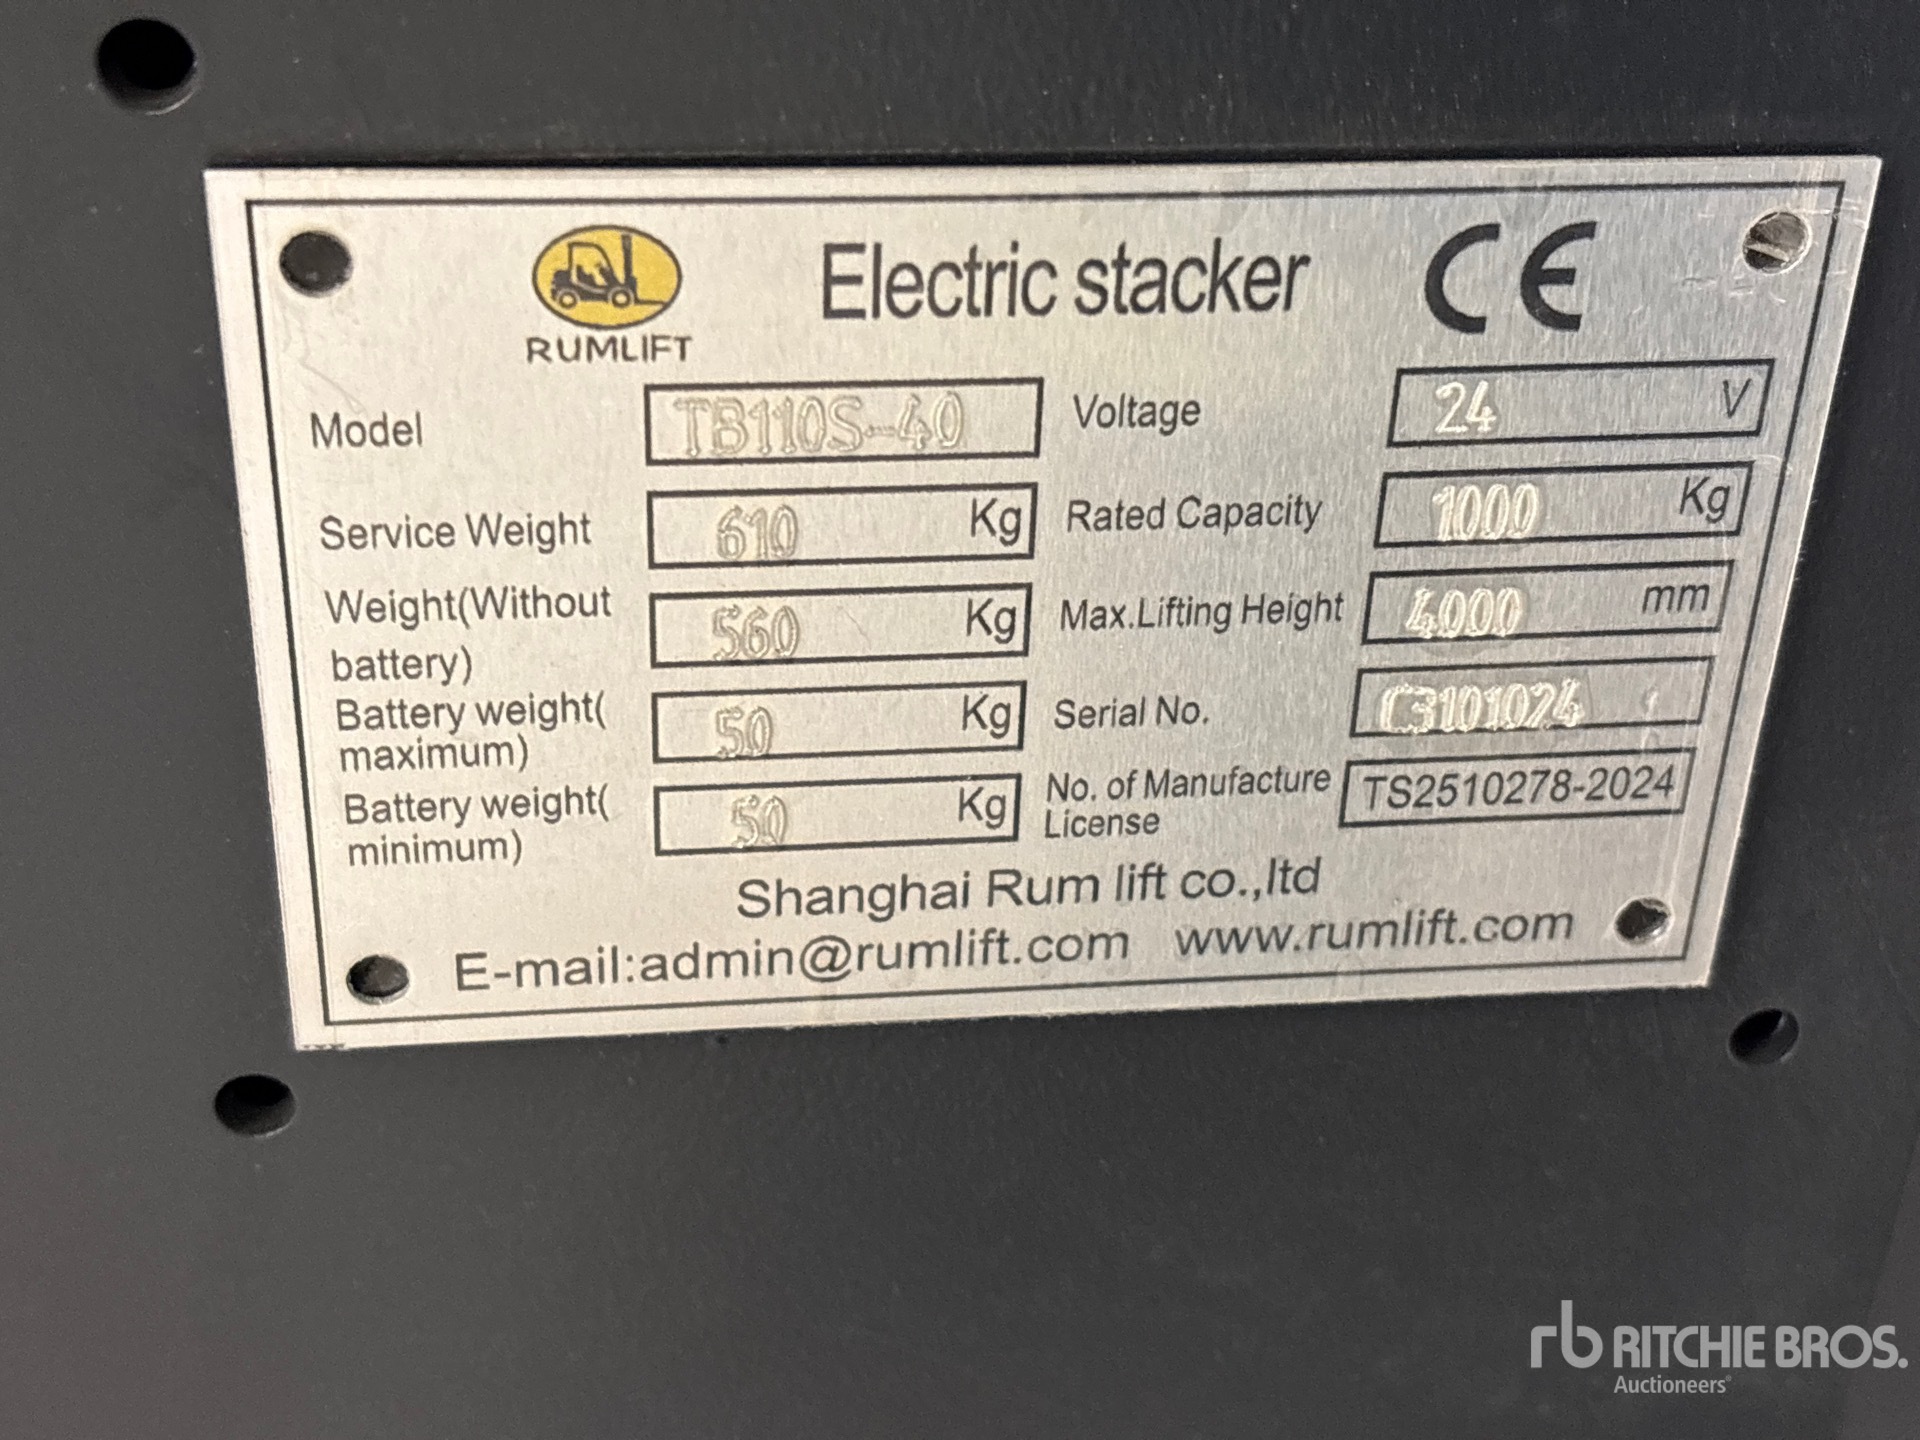 RUMLIFT
Electric stacker CE
Model TB110S-40
Voltage 24 V
Service Weight 610 Kg
Rated Capacity 1000 Kg
Weight(Without
battery) 560 Kg
Max.Lifting Height 4000 mm
Battery weight(
maximum) 50 Kg
Serial No. C3101024
Battery weight(
minimum) 50 Kg
No. of Manufacture
License TS2510278-2024
Shanghai Rum lift co.,ltd
E-mail:admin@rumlift.com www.rumlift.com
rb RITCHIE BROS.
Auctioneers